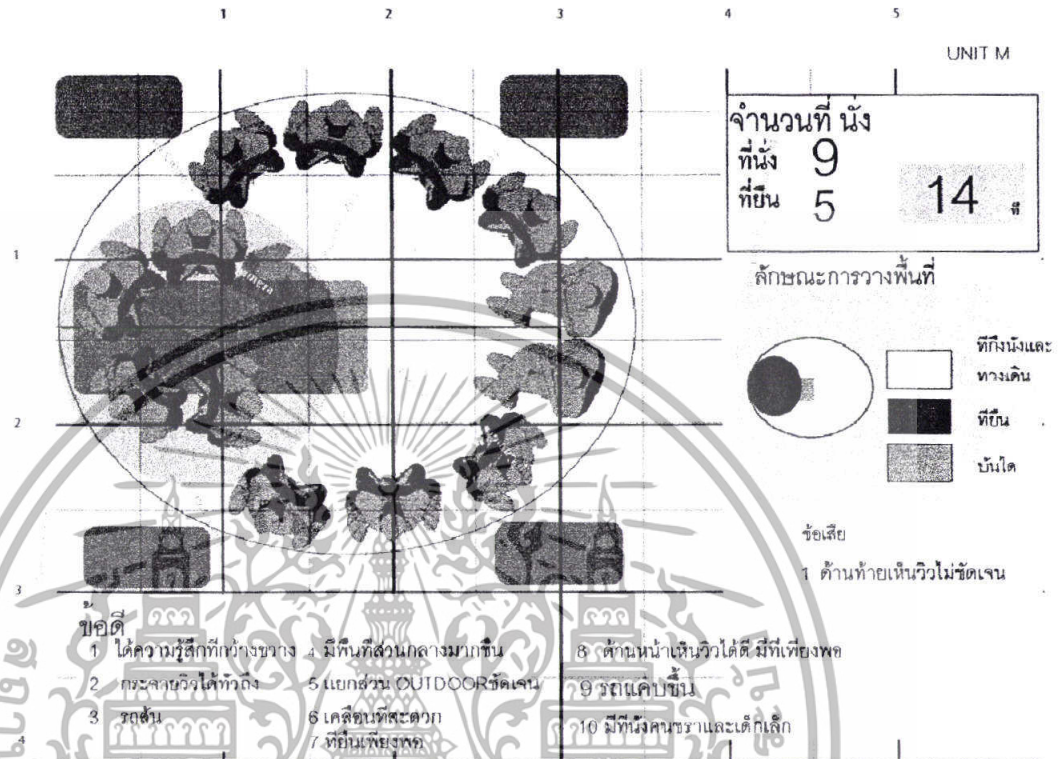 1 2 3 4 5
UNIT M
จำนวนที่ นั่ง
ที่นั่ง 9
ที่ยืน 5
14 ที่
1
ลักษณะการวางพื้นที่
ที่กึ่งนั่งและ
ทางเดิน
ที่ยืน
บันใด
2
ข้อเสีย
1 ด้านท้ายเห็นวิวไม่ชัดเจน
3
ข้อดี
1 ได้ความรู้สึกที่กว้างขวาง
2 กระจายวิวได้ทั่วถึง
3 รถสั้น
4 มีพื้นที่ส่วนกลางมากขึ้น
5 แยกส่วน OUTDOORชัดเจน
6 เคลื่อนที่สะดวก
7 ที่ยืนเพียงพอ
8 ด้านหน้าเห็นวิวได้ดี มีที่เพียงพอ
9 รถแคบขึ้น
10 มีที่นั่งคนชราและเด็กเล็ก
4